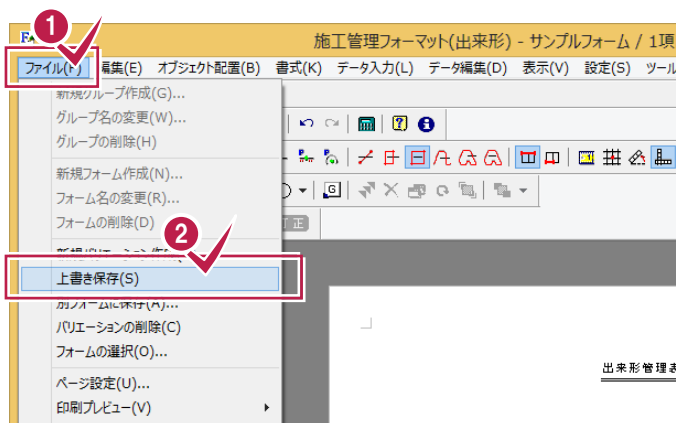 施工管理フォーマット(出来形) - サンプルフォーム / 1項
1
ファイル(F) 編集(E) オブジェクト配置(B) 書式(K) データ入力(L) データ編集(D) 表示(V) 設定(S) ツール
新規グループ作成(G)...
グループ名の変更(W)...
グループの削除(H)
新規フォーム作成(N)...
フォーム名の変更(R)...
フォームの削除(D)
訂正
2
上書き保存(S)
別フォームに保存(A)...
バリエーションの削除(C)
フォームの選択(O)...
ページ設定(U)...
印刷プレビュー(V)
出来形管理